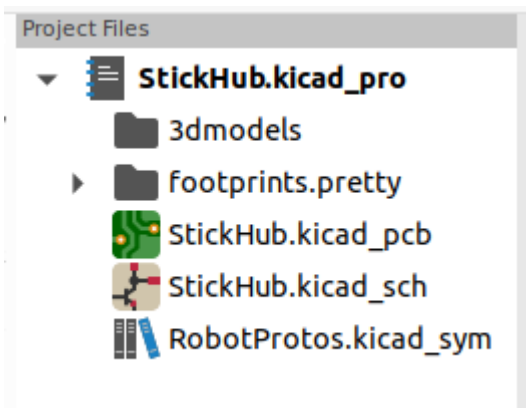 Project Files
StickHub.kicad_pro
3dmodels
footprints.pretty
StickHub.kicad_pcb
StickHub.kicad_sch
RobotProtos.kicad_sym